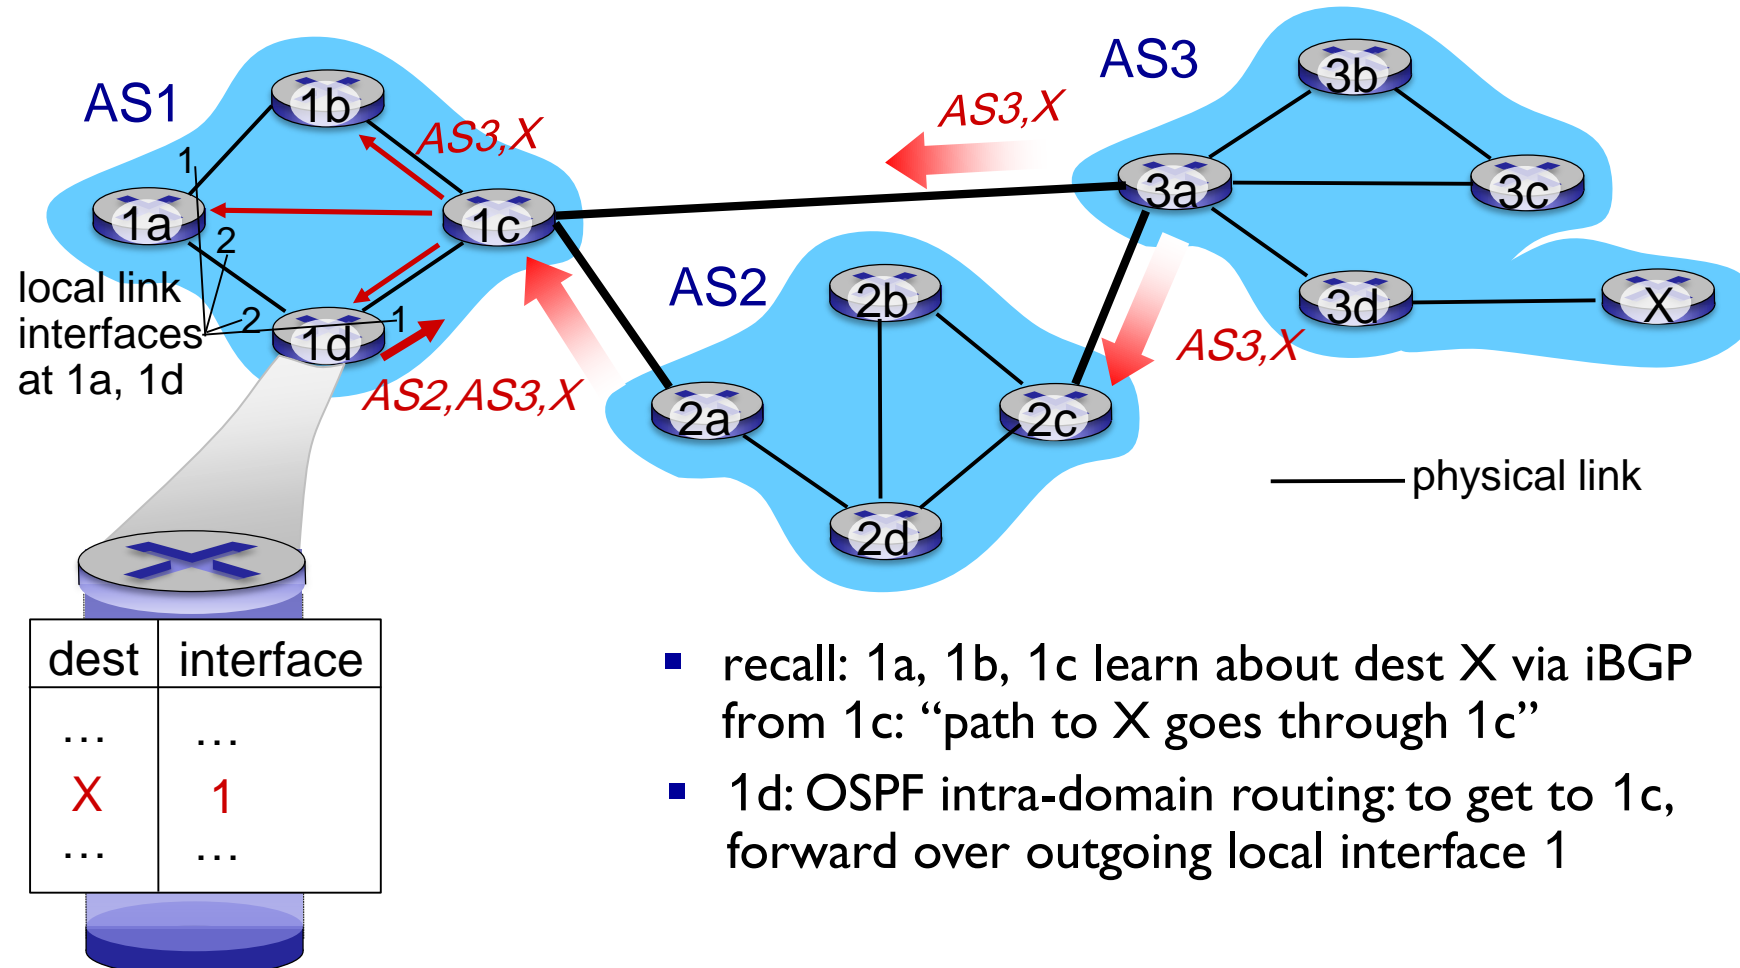 AS1
1b
AS3,X
1
1a
1c
2
local link
interfaces
at 1a, 1d
2
1
1d
AS2,AS3,X
AS3,X
AS3
3b
3a
3c
3d
X
AS3,X
AS2
2b
2a
2c
2d
physical link
dest interface
... ...
X 1
... ...
▪ recall: 1a, 1b, 1c learn about dest X via iBGP
from 1c: “path to X goes through 1c”
▪ 1d: OSPF intra-domain routing: to get to 1c,
forward over outgoing local interface 1